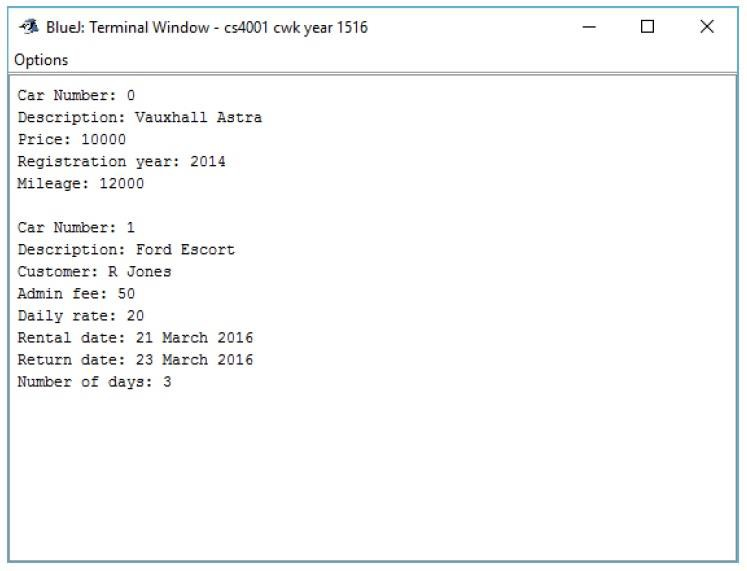 BlueJ: Terminal Window - cs4001 cwk year 1516
Options
Car Number: 0
Description: Vauxhall Astra
Price: 10000
Registration year: 2014
Mileage: 12000
Car Number: 1
Description: Ford Escort
Customer: R Jones
Admin fee: 50
Daily rate: 20
Rental date: 21 March 2016
Return date: 23 March 2016
Number of days: 3